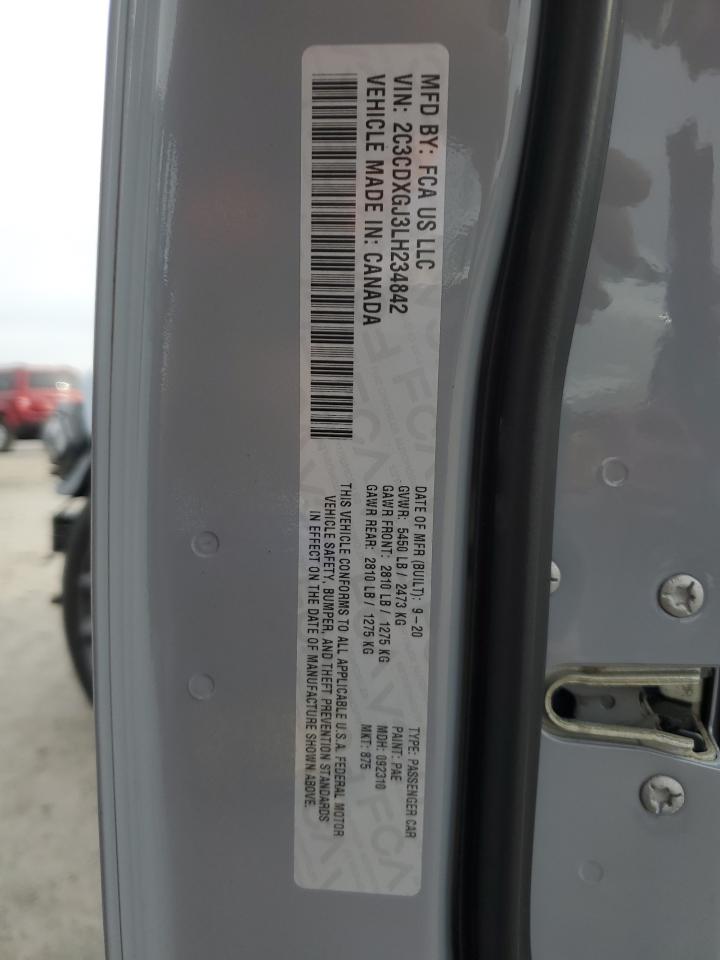 MFD BY: FCA US LLC
VIN: 2C3CDXGJ3LH234842
VEHICLE MADE IN: CANADA
DATE OF MFR (BUILT): 9-20
GVWR: 5450 LB / 2473 KG
GAWR FRONT: 2810 LB / 1275 KG
GAWR REAR: 2810 LB / 1275 KG
TYPE: PASSENGER CAR
PAINT: PAE
MDH: 092310
MKT: 875
THIS VEHICLE CONFORMS TO ALL APPLICABLE U.S.A. FEDERAL MOTOR
VEHICLE SAFETY, BUMPER, AND THEFT PREVENTION STANDARDS
IN EFFECT ON THE DATE OF MANUFACTURE SHOWN ABOVE.